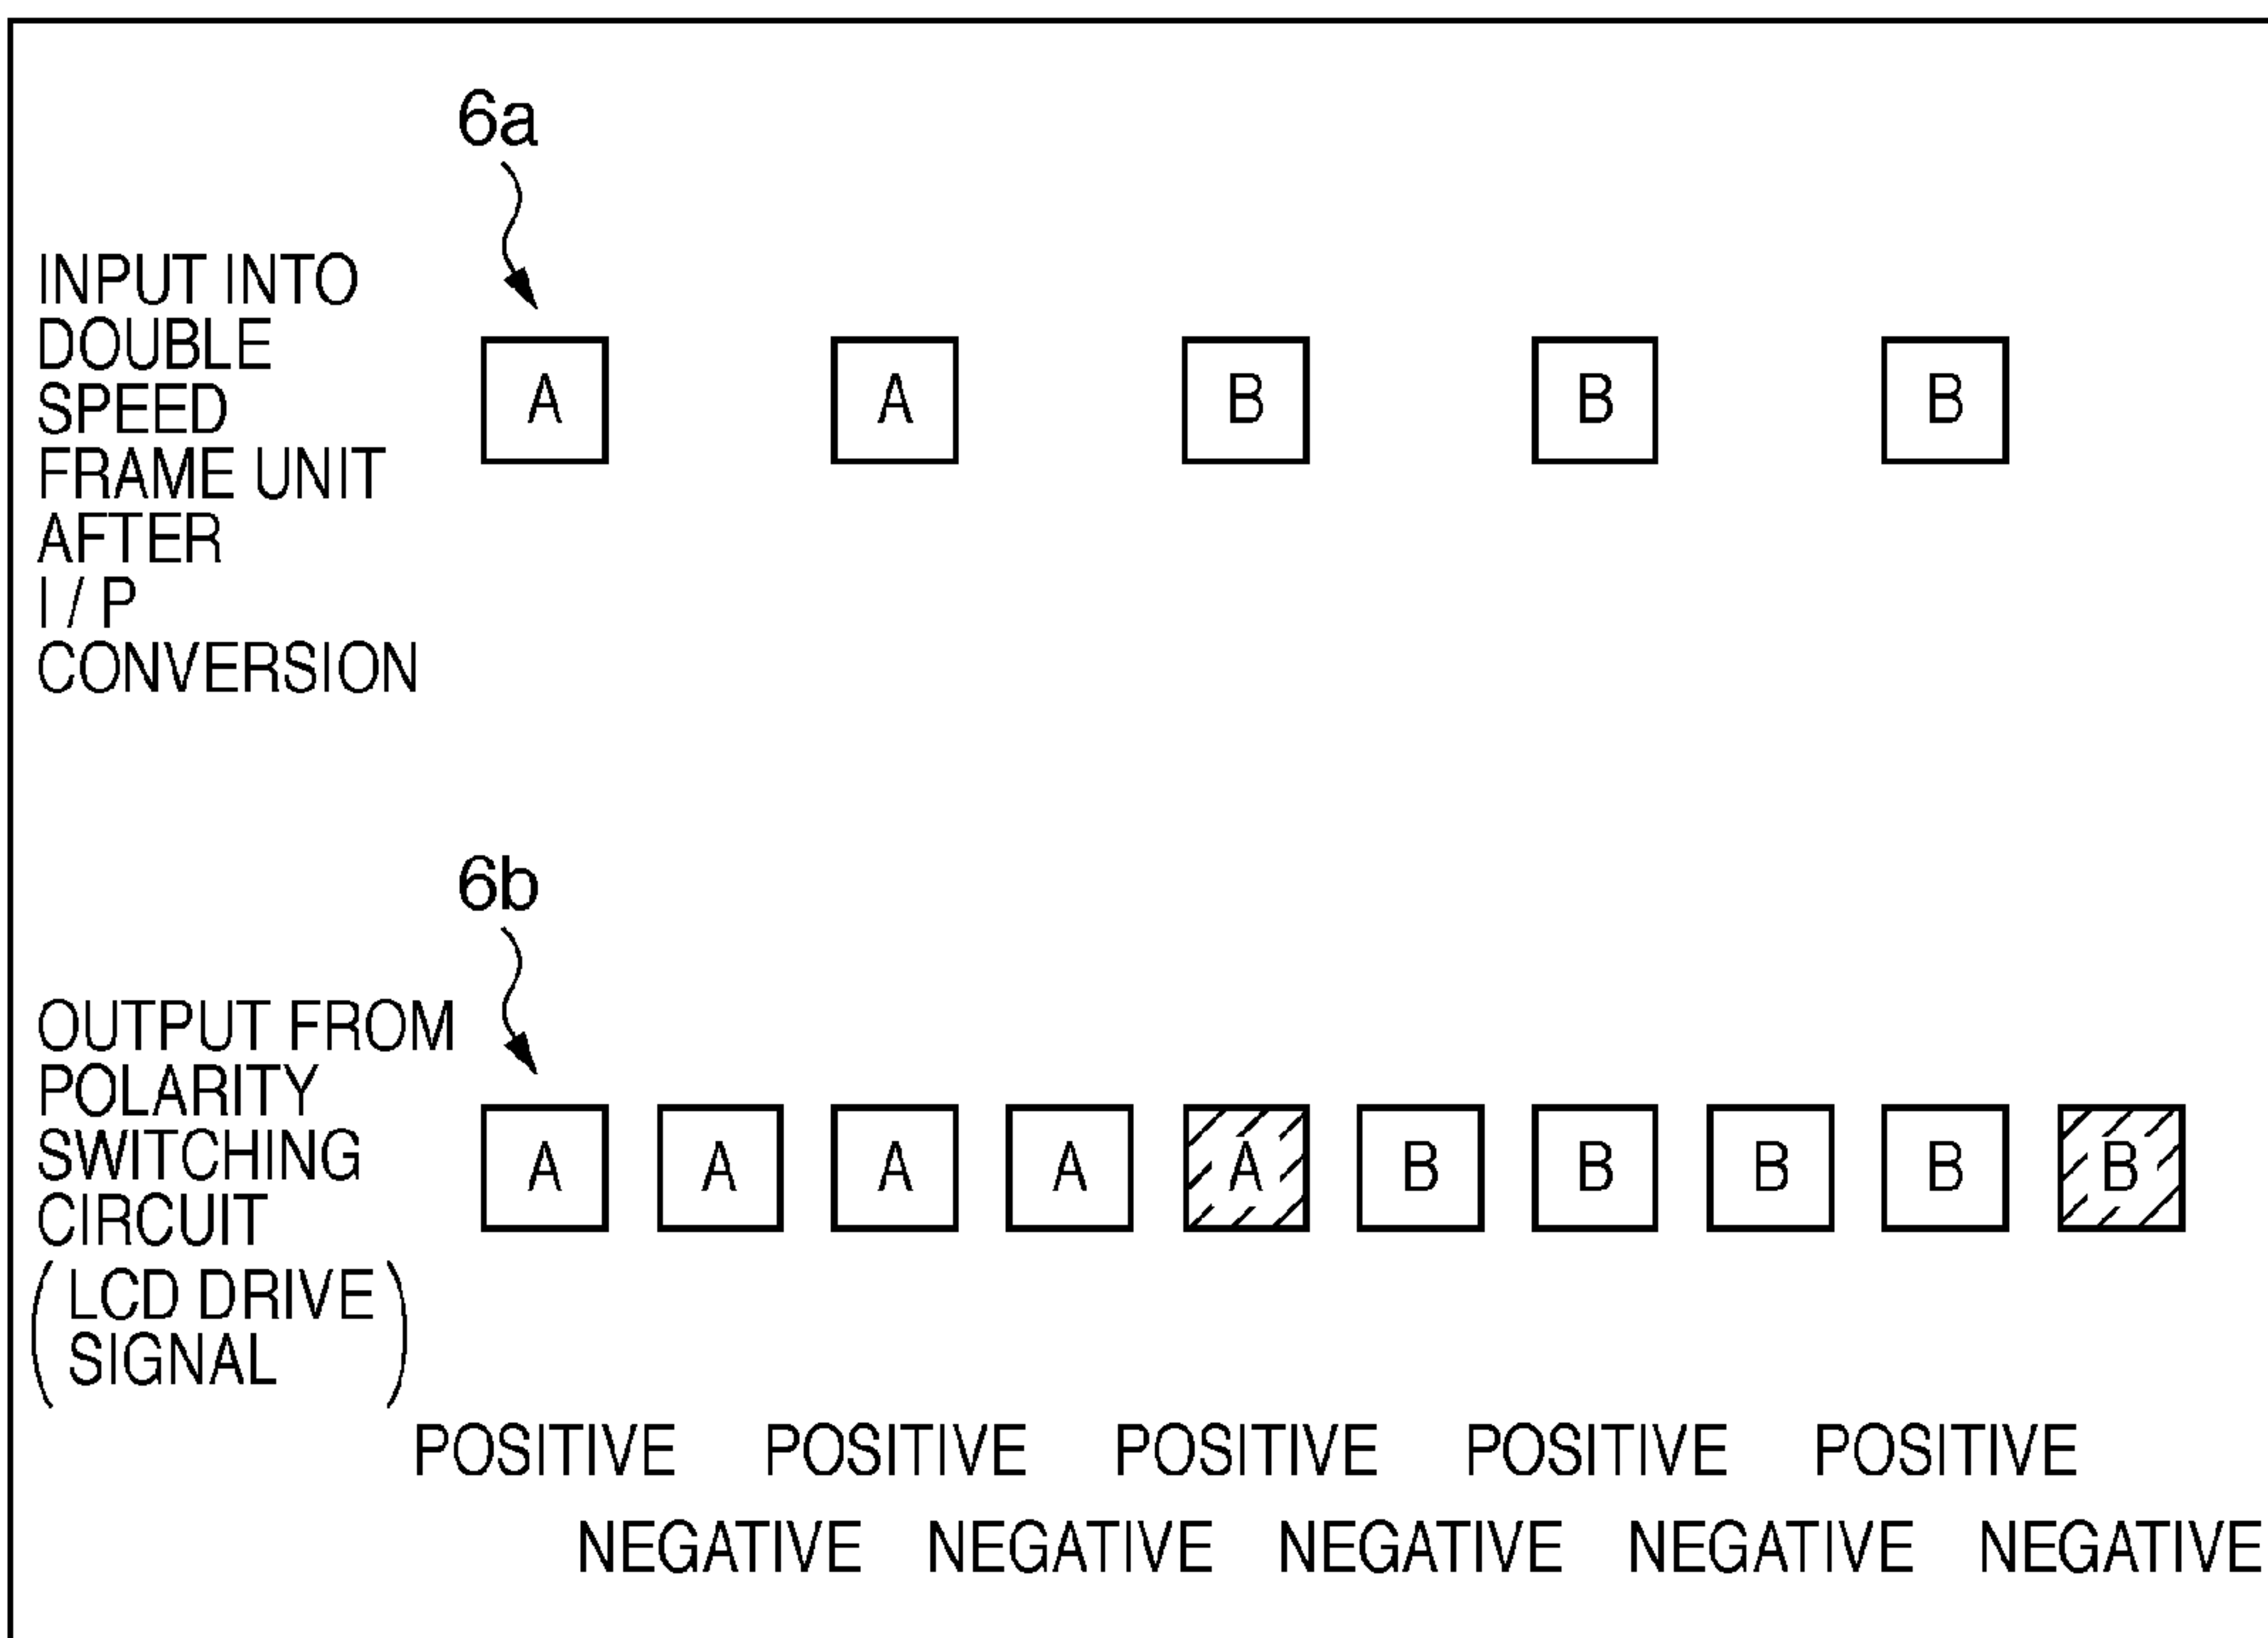 6a
INPUT INTO
DOUBLE
SPEED
FRAME UNIT
AFTER
I / P
CONVERSION
A A B B B
6b
OUTPUT FROM
POLARITY
SWITCHING
CIRCUIT
( LCD DRIVE
SIGNAL )
A A A A A B B B B B
POSITIVE POSITIVE POSITIVE POSITIVE POSITIVE
NEGATIVE NEGATIVE NEGATIVE NEGATIVE NEGATIVE